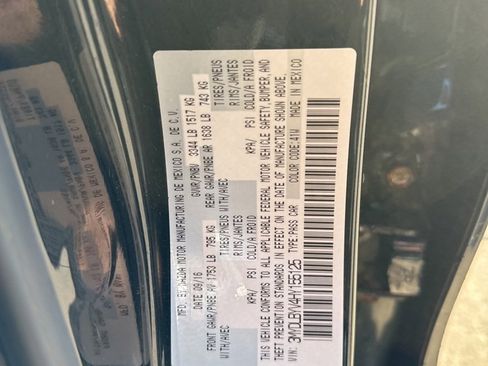 MFD. BY MAZDA MOTOR MANUFACTURING DE MEXICO S.A. DE C.V.
DATE: 09/16 GVWR/PNBV 3344 LB 1517 KG
FRONT GAWR/PNBE AV 1753 LB 795 KG REAR GAWR/PNBE AR 1638 LB 743 KG
WITH/AVEC TIRES/PNEUS WITH/AVEC TIRES/PNEUS
RIMS/JANTES RIMS/JANTES
KPA/ PSI COLD/A FROID KPA/ PSI COLD/A FROID
THIS VEHICLE CONFORMS TO ALL APPLICABLE FEDERAL MOTOR VEHICLE SAFETY, BUMPER, AND
THEFT PREVENTION STANDARDS IN EFFECT ON THE DATE OF MANUFACTURE SHOWN ABOVE.
VIN: 3MYDLBYV4HY155125 TYPE: PASS. CAR COLOR CODE: 41W MADE IN MEXICO